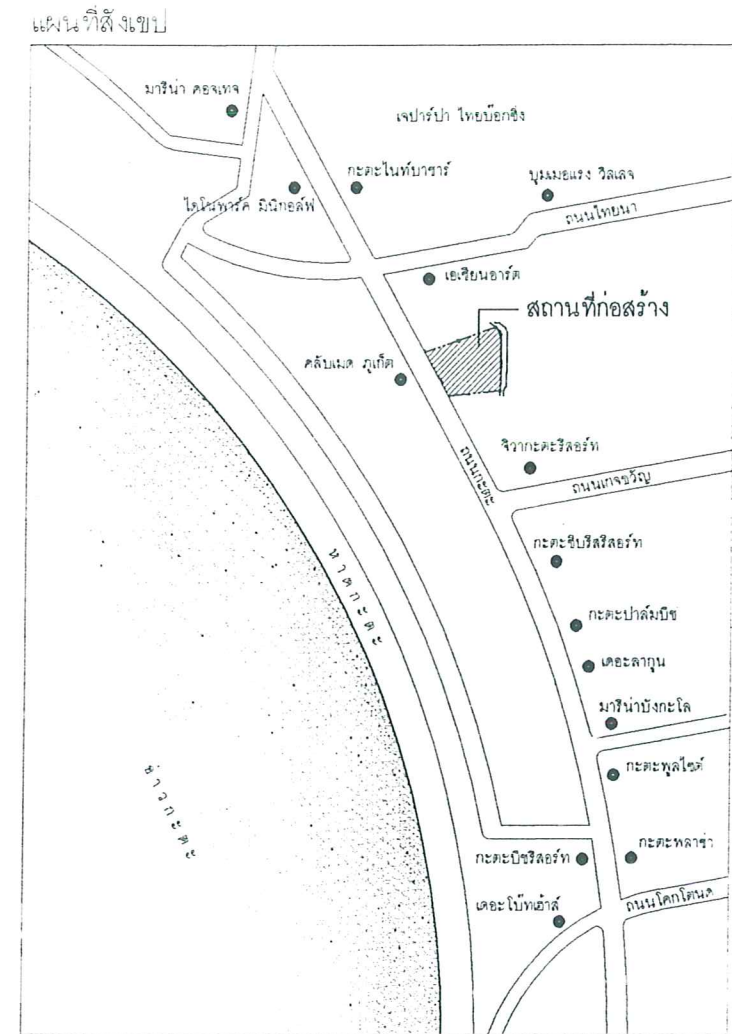 แผนที่สังเขป
มารีน่า คอจเทจ
เจปาร์ปา ไทยบ๊อกซิ่ง
กะตะไนท์บาซาร์
บูมเมอแรง วิลเลจ
ไดโนพาร์ค มินิกอล์ฟ
ถนนไทยนา
เอเซียนอาร์ต
สถานที่ก่อสร้าง
คลับเมด ภูเก็ต
ถนนกะตะ
จิวากะตะรีสอร์ท
ถนนเกจขวัญ
หาดกะตะ
กะตะซิบรีสรีสอร์ท
กะตะปาล์มบีช
เดอะลากูน
มารีน่าบังกะโล
กะตะพูลไซด์
อ่าวกะตะ
กะตะบีชรีสอร์ท
กะตะพลาซ่า
เดอะโบ๊ทเฮ้าส์
ถนนโคกโตนด